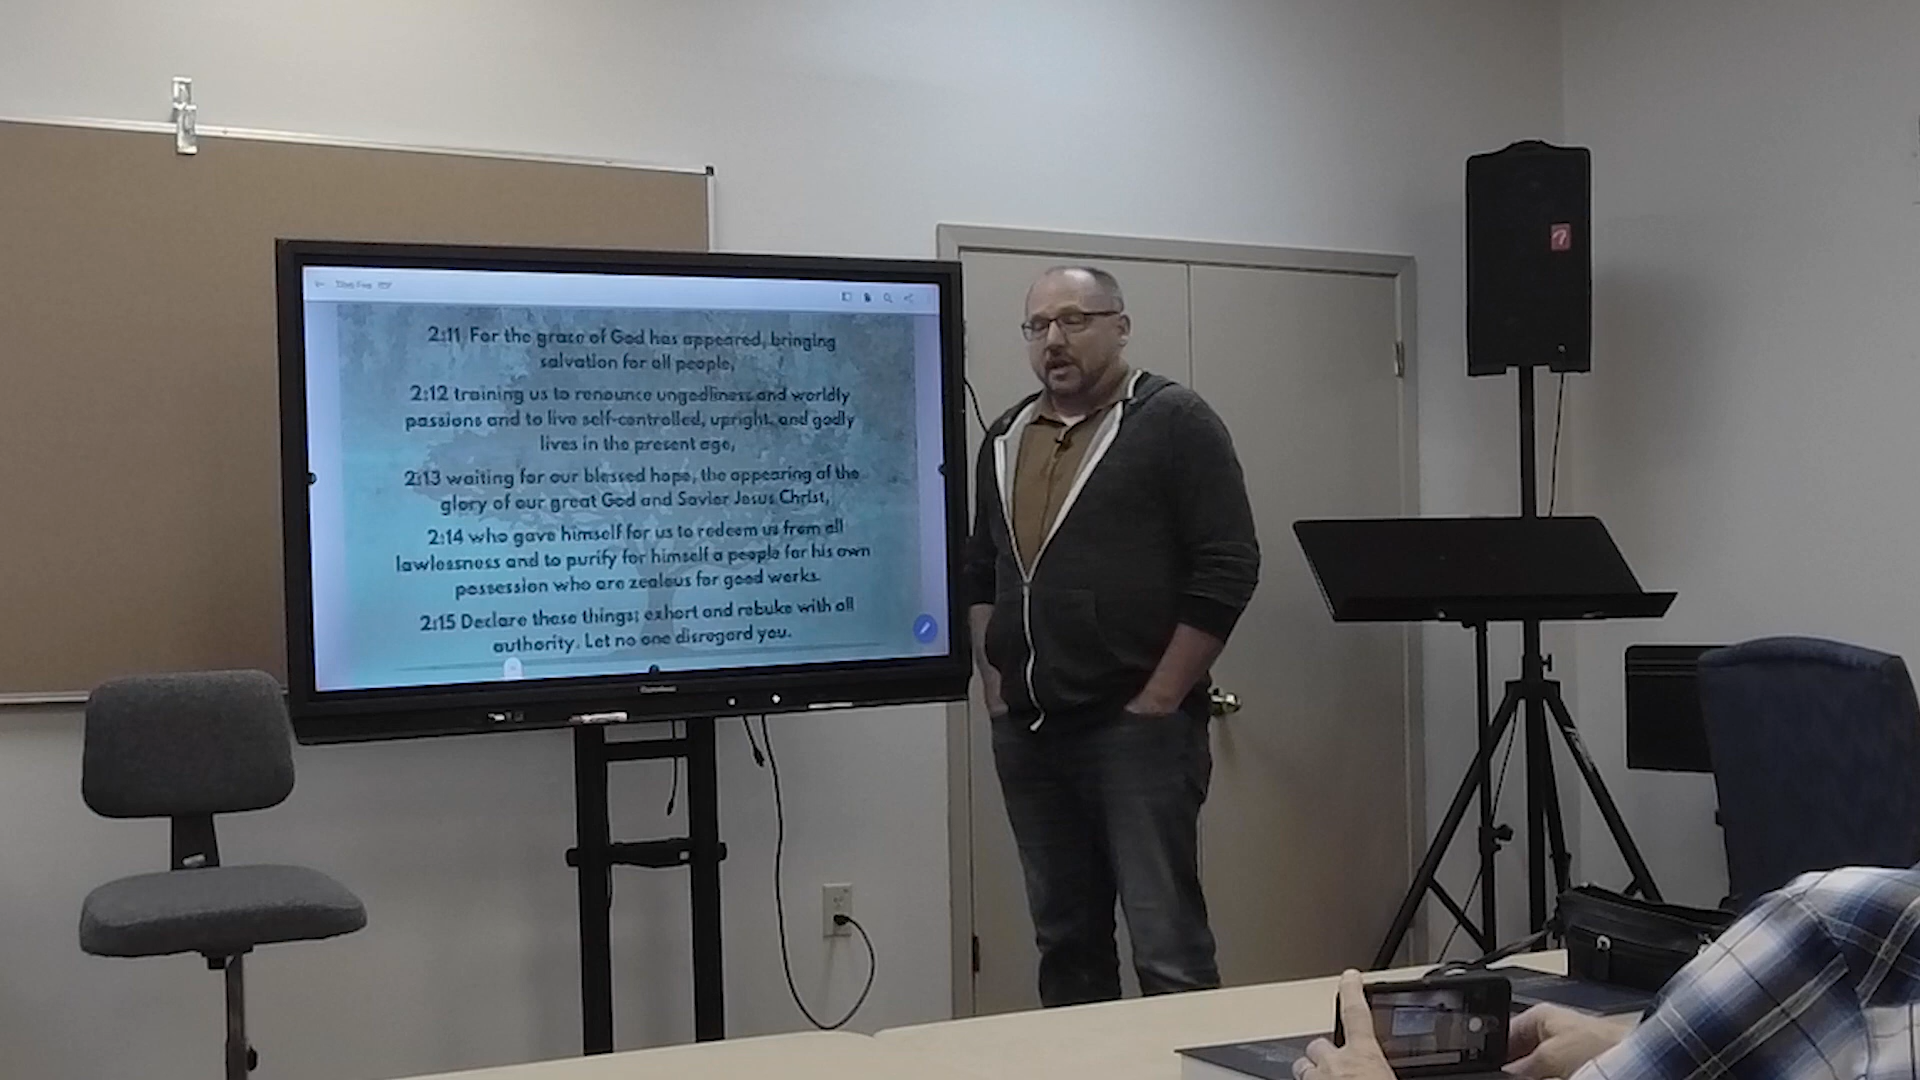 2:11 For the grace of God has appeared, bringing
salvation for all people,
2:12 training us to renounce ungodliness and worldly
passions and to live self-controlled, upright, and godly
lives in the present age,
2:13 waiting for our blessed hope, the appearing of the
glory of our great God and Savior Jesus Christ,
2:14 who gave himself for us to redeem us from all
lawlessness and to purify for himself a people for his own
possession who are zealous for good works.
2:15 Declare these things; exhort and rebuke with all
authority. Let no one disregard you.